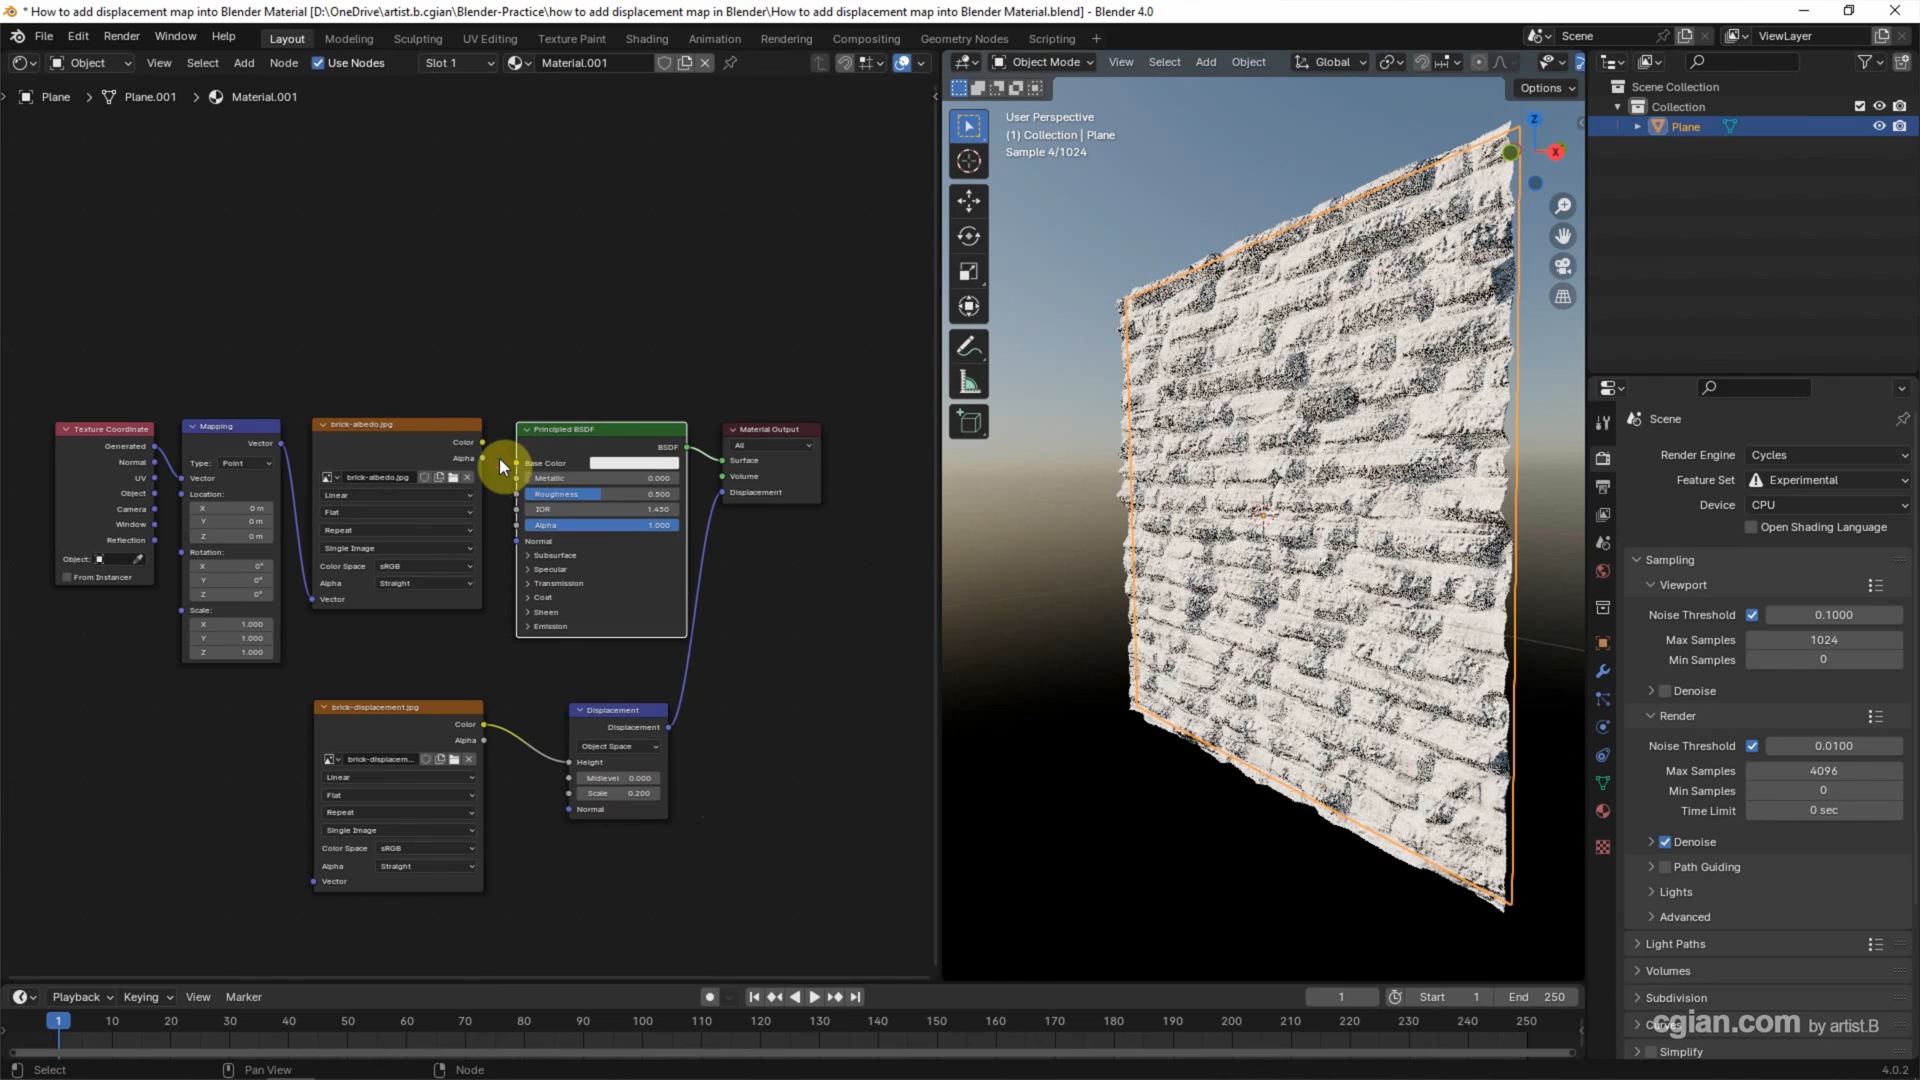 * How to add displacement map into Blender Material [D:\OneDrive\artist.b.cgian\Blender-Practice\how to add displacement map in Blender\How to add displacement map into Blender Material.blend] - Blender 4.0
File Edit Render Window Help Layout Modeling Sculpting UV Editing Texture Paint Shading Animation Rendering Compositing Geometry Nodes Scripting + Scene ViewLayer
Object View Select Add Node Use Nodes Slot 1 Material.001
Object Mode View Select Add Object Global
Plane > Plane.001 > Material.001
Options
User Perspective
(1) Collection | Plane
Sample 4/1024
Z
X
Scene Collection
Collection
Plane
Texture Coordinate
Generated
Normal
UV
Object
Camera
Window
Reflection
Object:
From Instancer
Mapping
Vector
Type: Point
Vector
Location:
X 0 m
Y 0 m
Z 0 m
Rotation:
X 0°
Y 0°
Z 0°
Scale:
X 1.000
Y 1.000
Z 1.000
brick-albedo.jpg
Color
Alpha
brick-albedo.jpg
Linear
Flat
Repeat
Single Image
Color Space sRGB
Alpha Straight
Vector
Principled BSDF
BSDF
Base Color
Metallic 0.000
Roughness 0.500
IOR 1.450
Alpha 1.000
Normal
Subsurface
Specular
Transmission
Coat
Sheen
Emission
Material Output
All
Surface
Volume
Displacement
brick-displacement.jpg
Color
Alpha
brick-displacem...
Linear
Flat
Repeat
Single Image
Color Space sRGB
Alpha Straight
Vector
Displacement
Displacement
Object Space
Height
Midlevel 0.000
Scale 0.200
Normal
Scene
Render Engine Cycles
Feature Set Experimental
Device CPU
Open Shading Language
Sampling
Viewport
Noise Threshold 0.1000
Max Samples 1024
Min Samples 0
Denoise
Render
Noise Threshold 0.0100
Max Samples 4096
Min Samples 0
Time Limit 0 sec
Denoise
Path Guiding
Lights
Advanced
Light Paths
Volumes
Subdivision
Curves
cgian.com by artist.B
Simplify
Playback Keying View Marker 1 Start 1 End 250
1 10 20 30 40 50 60 70 80 90 100 110 120 130 140 150 160 170 180 190 200 210 220 230 240 250
Select Pan View Node 4.0.2